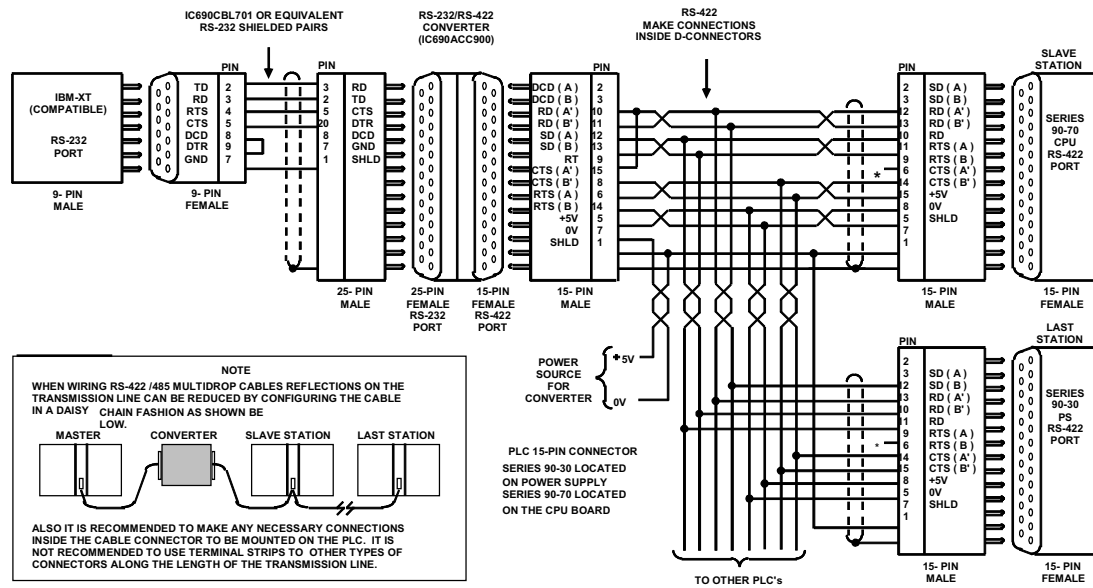 IC690CBL701 OR EQUIVALENT
RS-232 SHIELDED PAIRS
RS-232/RS-422
CONVERTER
(IC690ACC900)
RS-422
MAKE CONNECTIONS
INSIDE D-CONNECTORS
SLAVE
STATION
IBM-XT
(COMPATIBLE)
RS-232
PORT
9- PIN
MALE
PIN
TD 2
RD 3
RTS 4
CTS 5
DCD 8
DTR 9
GND 7
9- PIN
FEMALE
PIN
3 RD
2 TD
5 CTS
20 DTR
8 DCD
7 GND
1 SHLD
25- PIN
MALE
25-PIN
FEMALE
RS-232
PORT
15-PIN
FEMALE
RS-422
PORT
PIN
DCD ( A ) 2
DCD ( B ) 3
RD ( A' ) 10
RD ( B' ) 11
SD ( A ) 12
SD ( B ) 13
RT 9
CTS ( A' ) 15
CTS ( B' ) 8
RTS ( A ) 6
RTS ( B ) 14
+5V 5
0V 7
SHLD 1
15- PIN
MALE
PIN
2 SD ( A )
3 SD ( B )
12 RD ( A' )
13 RD ( B' )
10 RD
11 RTS ( A )
9 RTS ( B )
* 6 CTS ( A' )
14 CTS ( B' )
15 +5V
8 0V
5 SHLD
7
1
15- PIN
MALE
SERIES
90-70
CPU
RS-422
PORT
15- PIN
FEMALE
LAST
STATION
PIN
2
3 SD ( A )
12 SD ( B )
13 RD ( A' )
10 RD ( B' )
11 RD
9 RTS ( A )
* 6 RTS ( B )
14 CTS ( A' )
15 CTS ( B' )
8 +5V
5 0V
7 SHLD
1
15- PIN
MALE
SERIES
90-30
PS
RS-422
PORT
15- PIN
FEMALE
POWER
SOURCE
FOR
CONVERTER
+ 5V
0V
PLC 15-PIN CONNECTOR
SERIES 90-30 LOCATED
ON POWER SUPPLY
SERIES 90-70 LOCATED
ON THE CPU BOARD
TO OTHER PLC's
NOTE
WHEN WIRING RS-422 /485 MULTIDROP CABLES REFLECTIONS ON THE
TRANSMISSION LINE CAN BE REDUCED BY CONFIGURING THE CABLE
IN A DAISY CHAIN FASHION AS SHOWN BE
LOW.
MASTER CONVERTER SLAVE STATION LAST STATION
ALSO IT IS RECOMMENDED TO MAKE ANY NECESSARY CONNECTIONS
INSIDE THE CABLE CONNECTOR TO BE MOUNTED ON THE PLC. IT IS
NOT RECOMMENDED TO USE TERMINAL STRIPS TO OTHER TYPES OF
CONNECTORS ALONG THE LENGTH OF THE TRANSMISSION LINE.